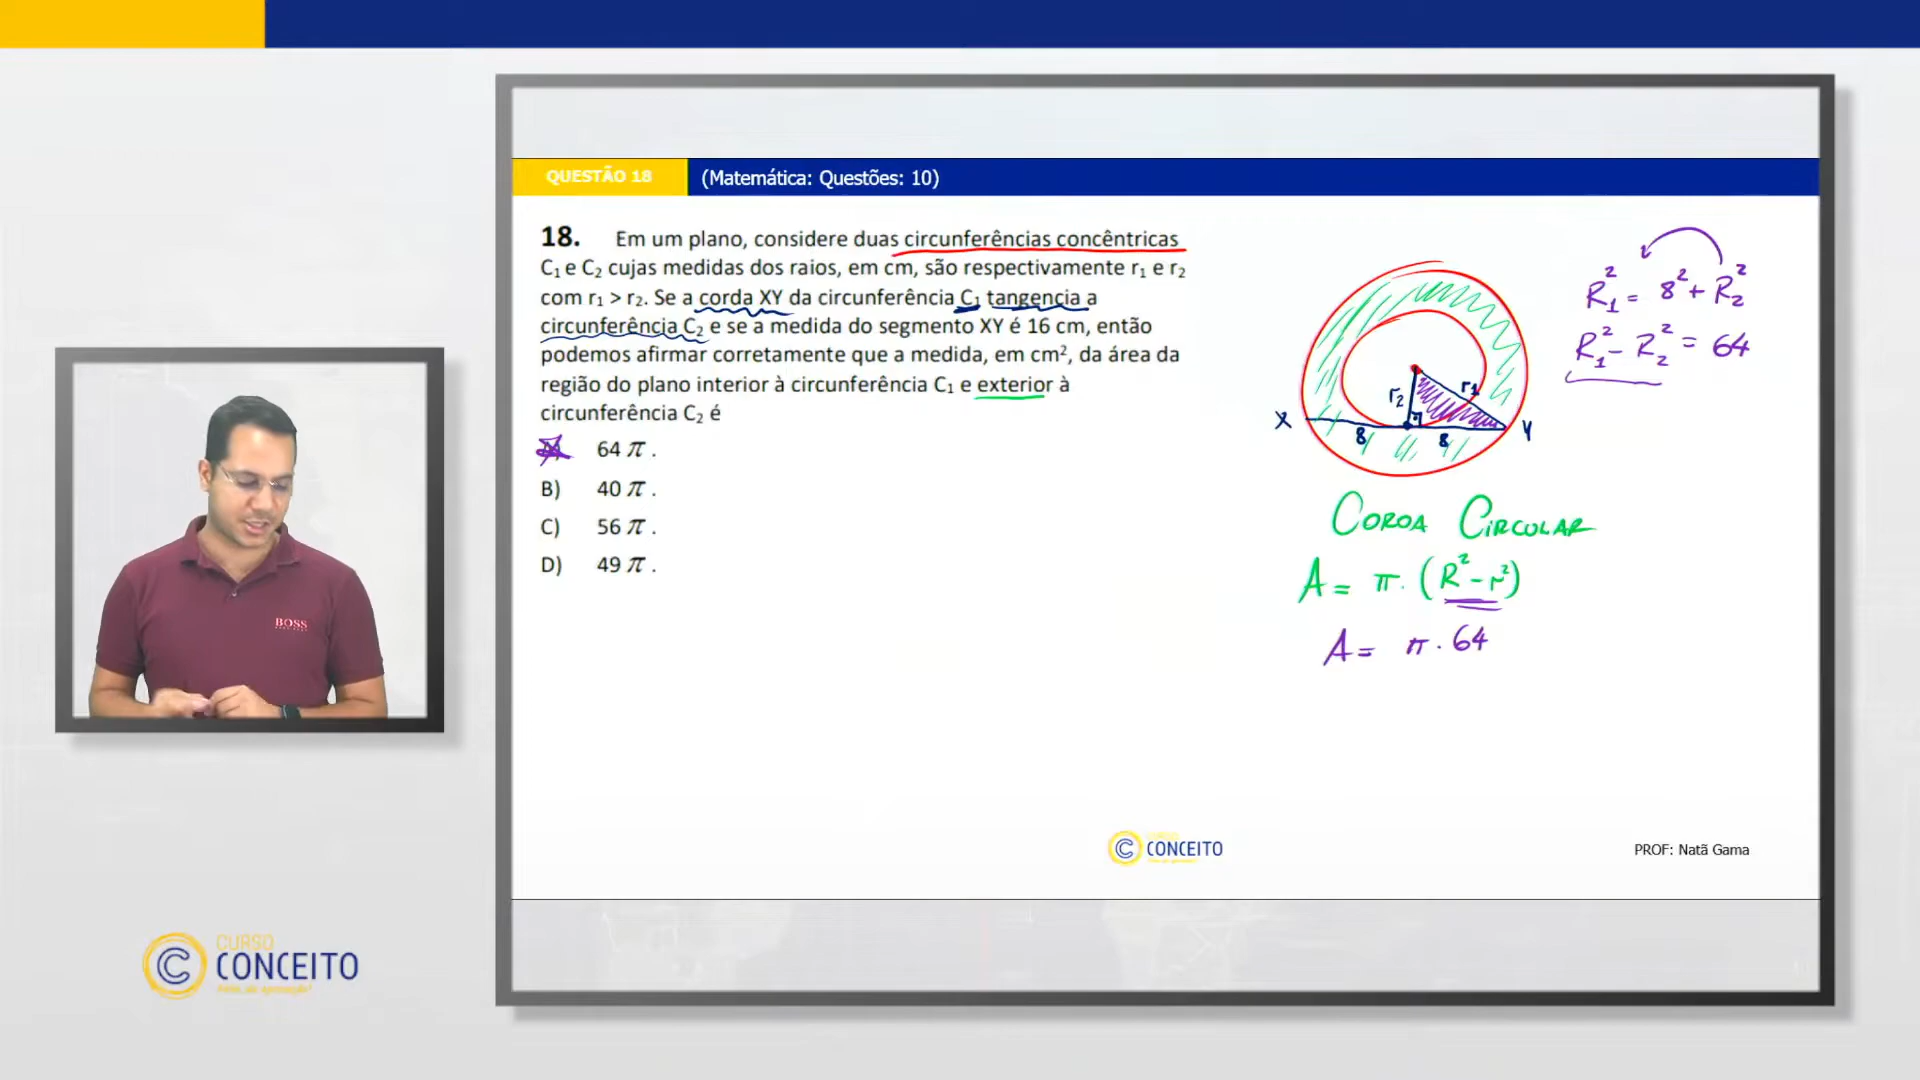 QUESTÃO 18
(Matemática: Questões: 10)
18. Em um plano, considere duas circunferências concêntricas
C₁ e C₂ cujas medidas dos raios, em cm, são respectivamente r₁ e r₂
com r₁ > r₂. Se a corda XY da circunferência C₁ tangencia a
circunferência C₂ e se a medida do segmento XY é 16 cm, então
podemos afirmar corretamente que a medida, em cm², da área da
região do plano interior à circunferência C₁ e exterior à
circunferência C₂ é
64 π .
B) 40 π .
C) 56 π .
D) 49 π .
R₁² = 8² + R₂²
R₁² - R₂² = 64
r₂
r₁
X
8
8
Y
COROA CIRCULAR
A = π . (R² - r²)
A = π . 64
BOSS
CURSO
CONCEITO
PROF: Natã Gama
CURSO
CONCEITO